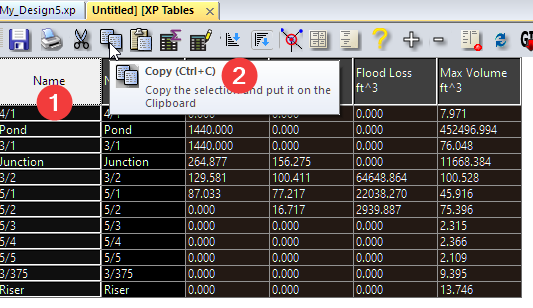 My_Design5.xp Untitled] [XP Tables ×
Copy (Ctrl+C) 2
Copy the selection and put it on the
Clipboard
Name Flood Loss Max Volume
ft^3 ft^3
1
4/1 4/1 0.000 0.000 0.000 7.971
Pond Pond 1440.000 0.000 0.000 452496.994
3/1 3/1 1440.000 0.000 0.000 76.048
Junction Junction 264.877 156.275 0.000 11668.384
3/2 3/2 129.581 100.411 64648.864 100.528
5/1 5/1 87.033 77.217 22038.270 45.916
5/2 5/2 0.000 16.717 2939.887 75.396
5/3 5/3 0.000 0.000 0.000 2.315
5/4 5/4 0.000 0.000 0.000 2.366
5/5 5/5 0.000 0.000 0.000 2.109
3/375 3/375 0.000 0.000 0.000 9.395
Riser Riser 0.000 0.000 0.000 13.746